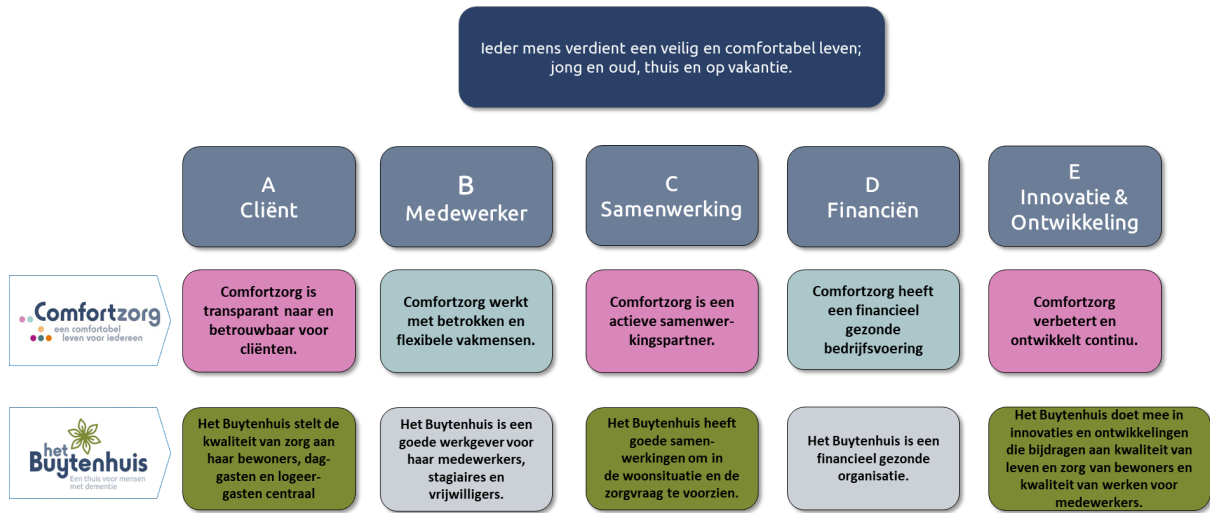 Ieder mens verdient een veilig en comfortabel leven;
jong en oud, thuis en op vakantie.
A
Cliënt
B
Medewerker
C
Samenwerking
D
Financiën
E
Innovatie &
Ontwikkeling
Comfortzorg
een comfortabel
leven voor iedereen
Comfortzorg is
transparant naar en
betrouwbaar voor
cliënten.
Comfortzorg werkt
met betrokken en
flexibele vakmensen.
Comfortzorg is een
actieve samenwer-
kingspartner.
Comfortzorg heeft
een financieel
gezonde
bedrijfsvoering
Comfortzorg
verbetert en
ontwikkelt continu.
het
Buytenhuis
Een thuis voor mensen
met dementie
Het Buytenhuis stelt de
kwaliteit van zorg aan
haar bewoners, dag-
gasten en logeer-
gasten centraal
Het Buytenhuis is een
goede werkgever voor
haar medewerkers,
stagiaires en
vrijwilligers.
Het Buytenhuis heeft
goede samen-
werkingen om in
de woonsituatie en de
zorgvraag te voorzien.
Het Buytenhuis is een
financieel gezonde
organisatie.
Het Buytenhuis doet mee in
innovaties en ontwikkelingen
die bijdragen aan kwaliteit van
leven en zorg van bewoners en
kwaliteit van werken voor
medewerkers.